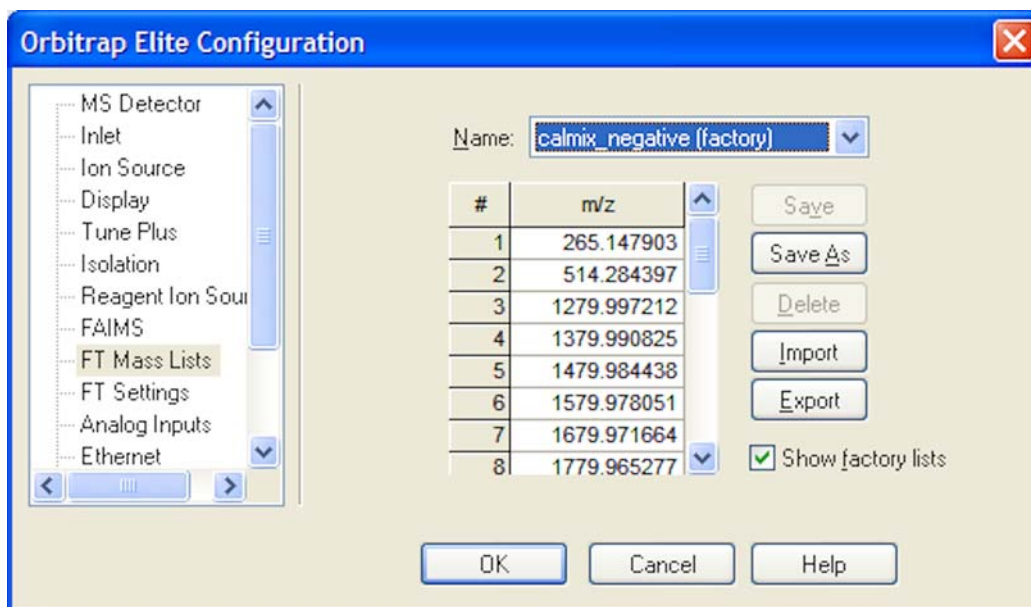 Orbitrap Elite Configuration
MS Detector
Inlet
Ion Source
Display
Tune Plus
Isolation
Reagent Ion Sour
FAIMS
FT Mass Lists
FT Settings
Analog Inputs
Ethernet
Name: calmix_negative (factory)
# m/z
1 265.147903
2 514.284397
3 1279.997212
4 1379.990825
5 1479.984438
6 1579.978051
7 1679.971664
8 1779.965277
Save
Save As
Delete
Import
Export
Show factory lists
OK Cancel Help